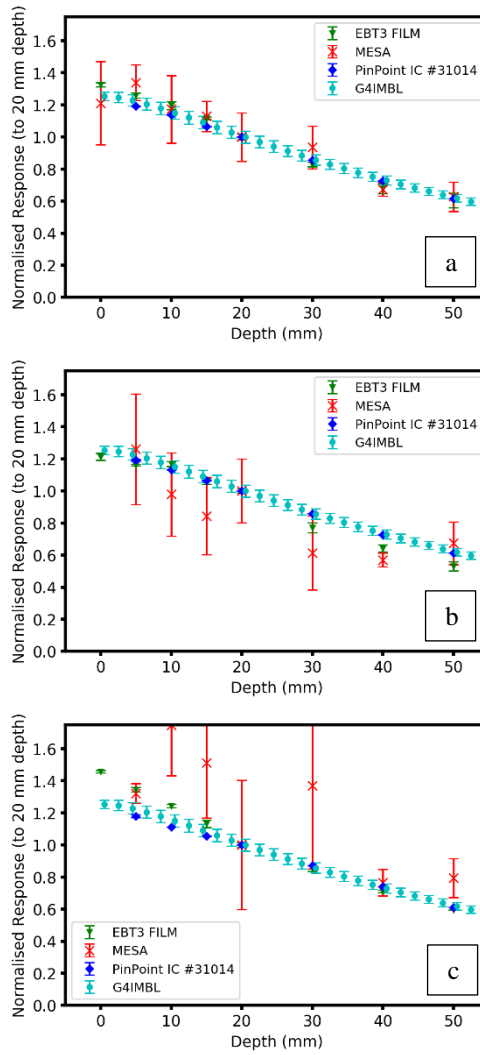 Normalised Response (to 20 mm depth)
1.6
1.4
1.2
1.0
0.8
0.6
0.4
0.2
0.0
EBT3 FILM
MESA
PinPoint IC #31014
G4IMBL
a
0 10 20 30 40 50
Depth (mm)
Normalised Response (to 20 mm depth)
1.6
1.4
1.2
1.0
0.8
0.6
0.4
0.2
0.0
EBT3 FILM
MESA
PinPoint IC #31014
G4IMBL
b
0 10 20 30 40 50
Depth (mm)
Normalised Response (to 20 mm depth)
1.6
1.4
1.2
1.0
0.8
0.6
0.4
0.2
0.0
EBT3 FILM
MESA
PinPoint IC #31014
G4IMBL
c
0 10 20 30 40 50
Depth (mm)